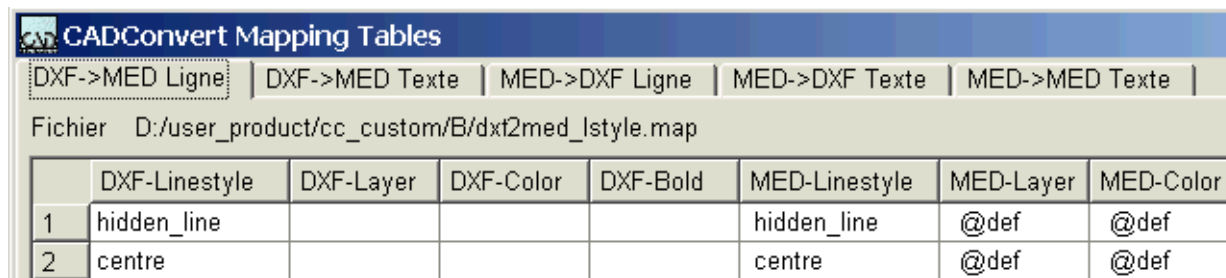 CAD CADConvert Mapping Tables
DXF->MED Ligne DXF->MED Texte MED->DXF Ligne MED->DXF Texte MED->MED Texte
Fichier D:/user_product/cc_custom/B/dxf2med_lstyle.map
DXF-Linestyle DXF-Layer DXF-Color DXF-Bold MED-Linestyle MED-Layer MED-Color
1 hidden_line hidden_line @def @def
2 centre centre @def @def